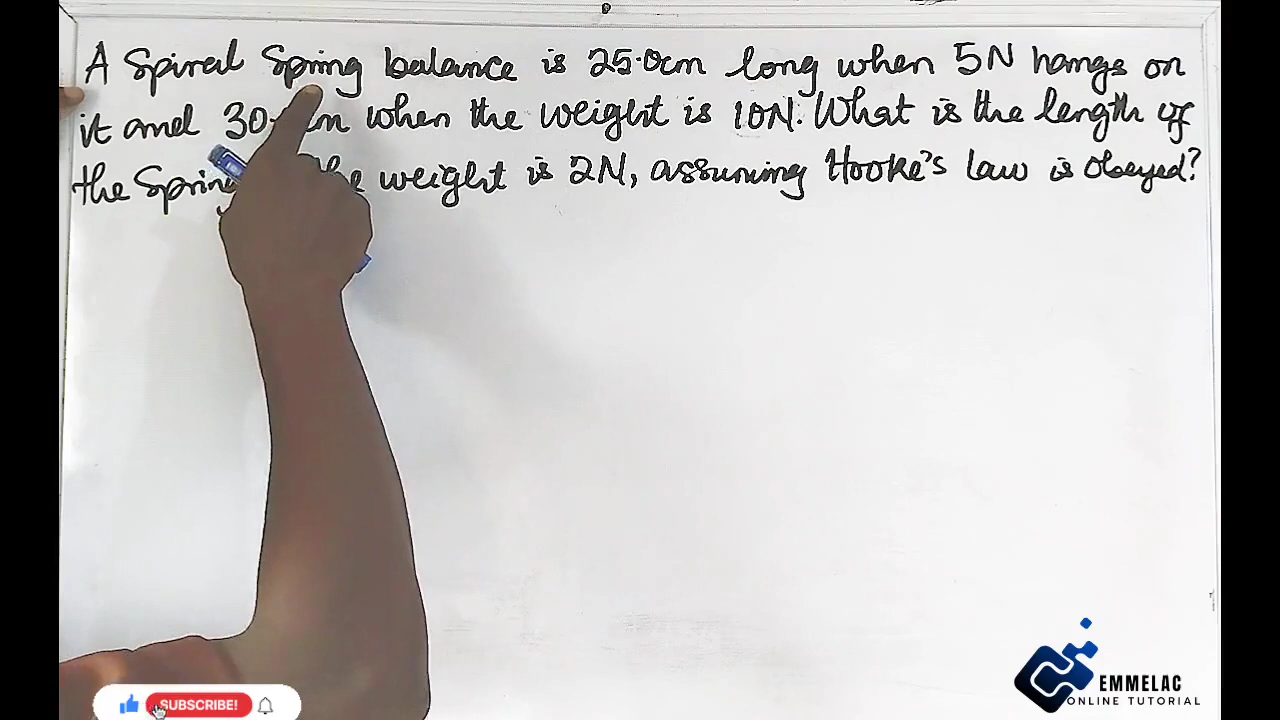 A Spiral Spring balance is 25.0cm long when 5N hangs on
it and 30. when the weight is 10N. What is the length of
the weight is 2N, assuming Hooke's law is obeyed?
SUBSCRIBE!
EMMELAC
ONLINE TUTORIAL